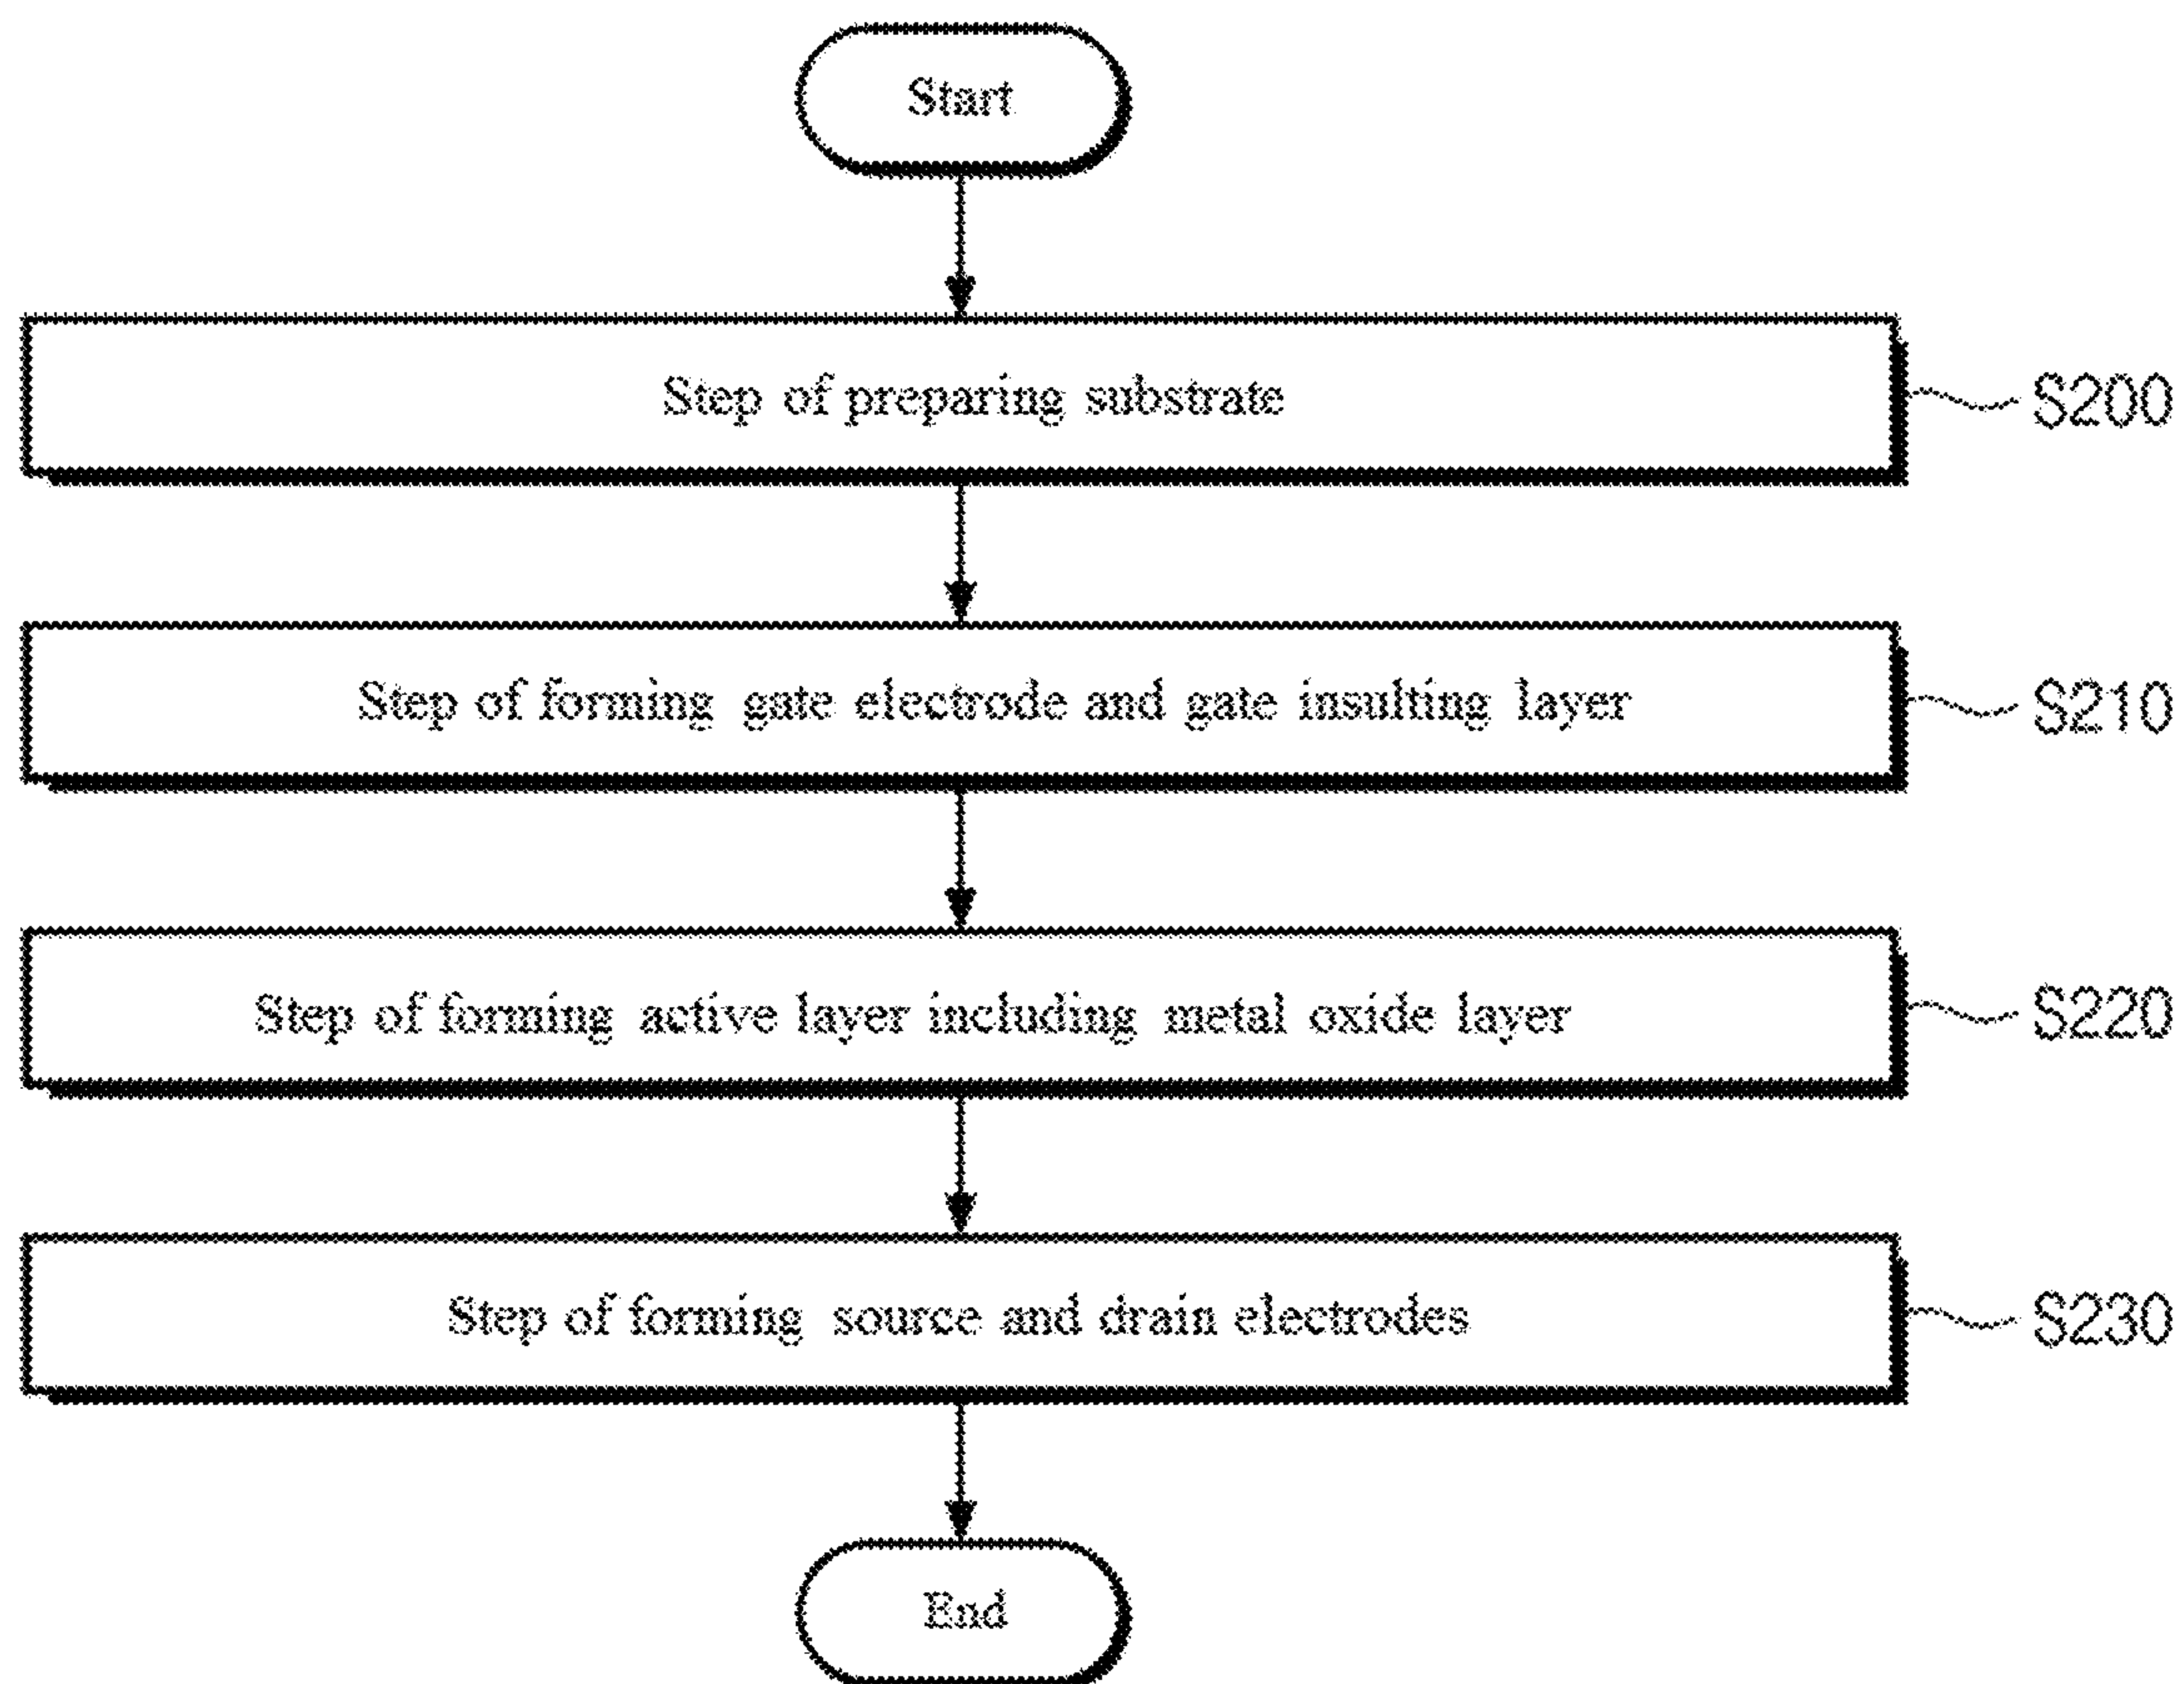 Start
Step of preparing substrate
S200
Step of forming gate electrode and gate insulting layer
S210
Step of forming active layer including metal oxide layer
S220
Step of forming source and drain electrodes
S230
End